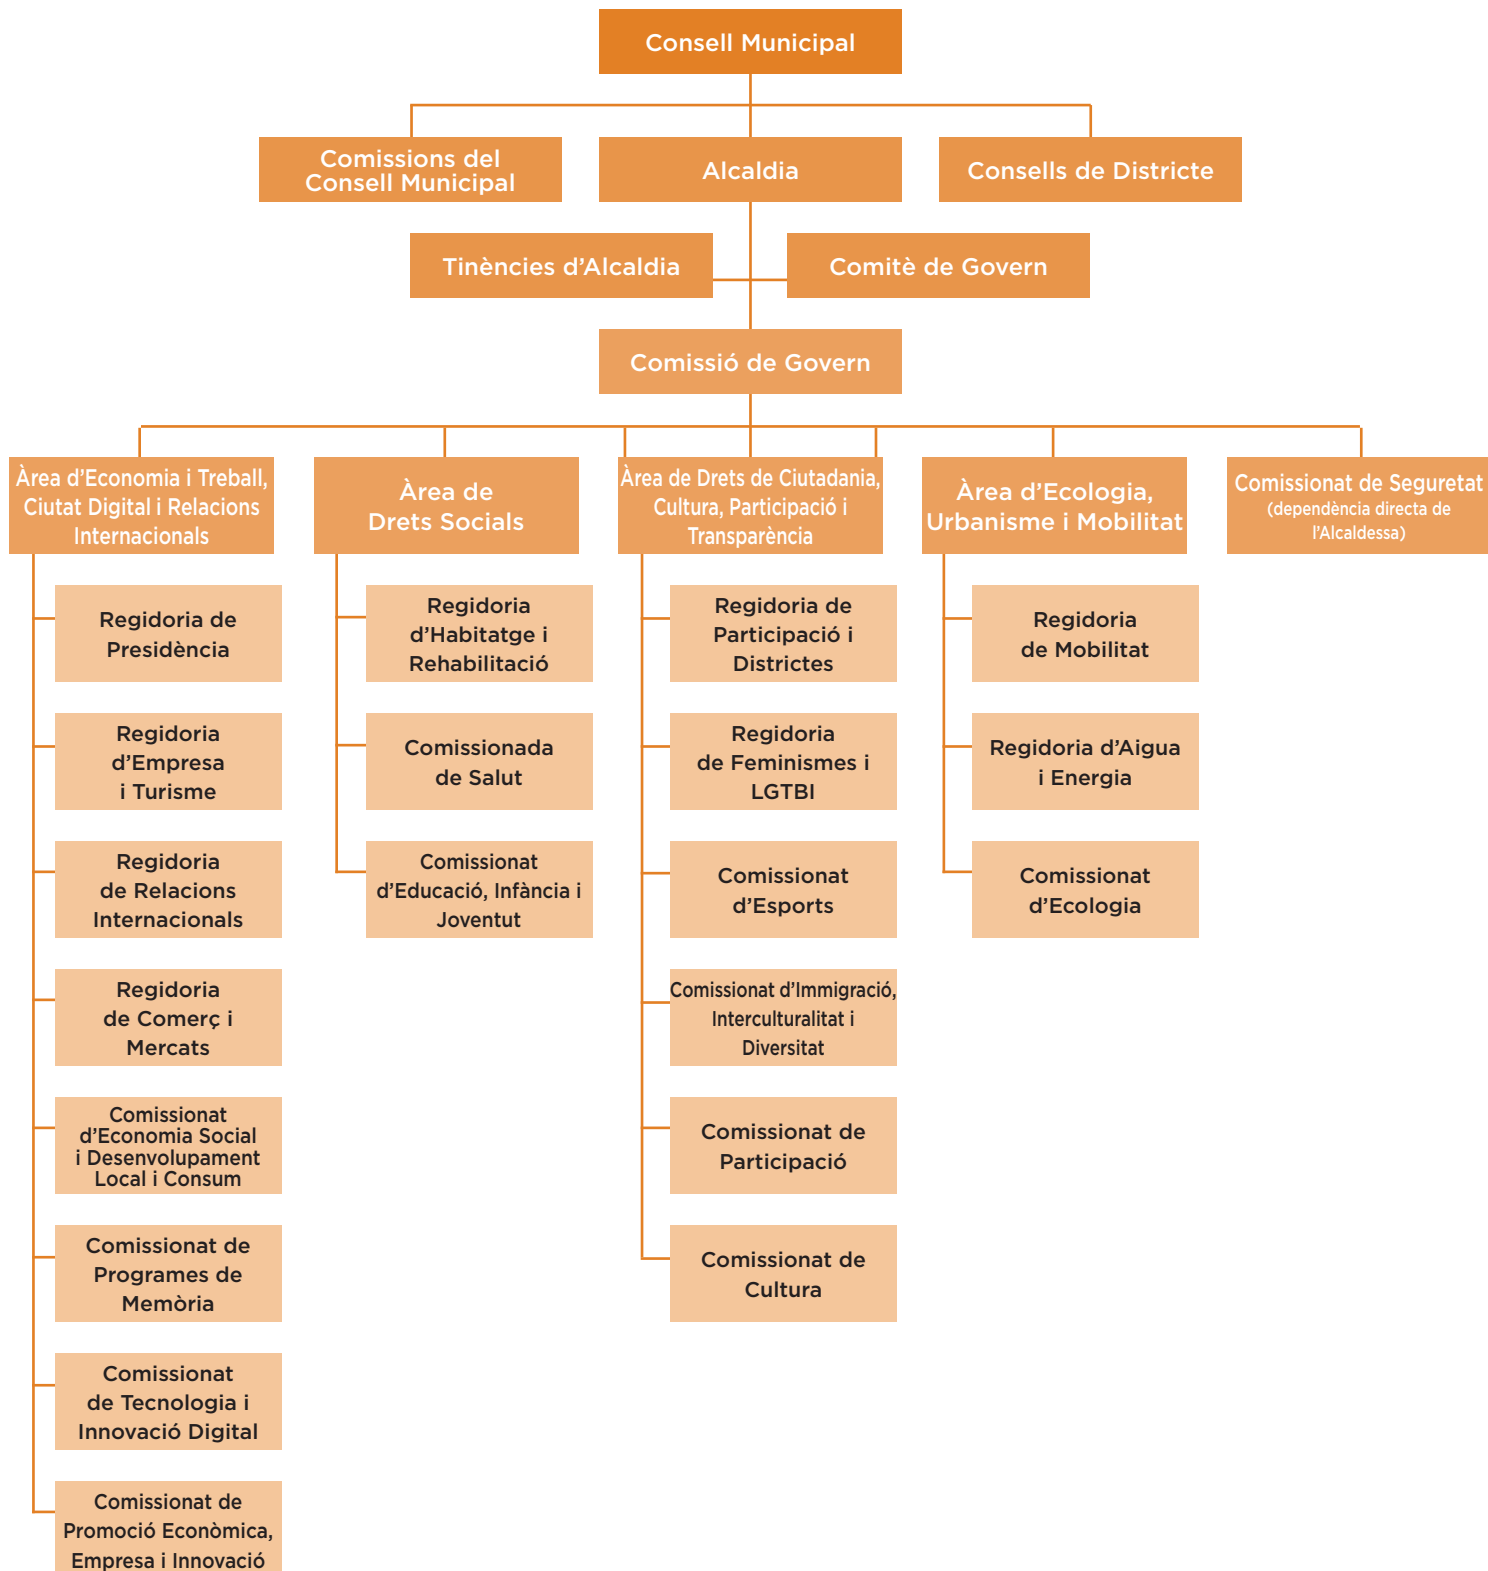 Consell Municipal
Comissions del
Consell Municipal
Alcaldia
Consells de Districte
Tinències d’Alcaldia
Comitè de Govern
Comissió de Govern
Àrea d’Economia i Treball,
Ciutat Digital i Relacions
Internacionals
Regidoria de
Presidència
Regidoria
d’Empresa
i Turisme
Regidoria
de Relacions
Internacionals
Regidoria
de Comerç i
Mercats
Comissionat
d’Economia Social
i Desenvolupament
Local i Consum
Comissionat de
Programes de
Memòria
Comissionat
de Tecnologia i
Innovació Digital
Comissionat de
Promoció Econòmica,
Empresa i Innovació
Àrea de
Drets Socials
Regidoria
d’Habitatge i
Rehabilitació
Comissionada
de Salut
Comissionat
d’Educació, Infància i
Joventut
Àrea de Drets de Ciutadania,
Cultura, Participació i
Transparència
Regidoria de
Participació i
Districtes
Regidoria
de Feminismes i
LGTBI
Comissionat
d’Esports
Comissionat d’Immigració,
Interculturalitat i
Diversitat
Comissionat de
Participació
Comissionat de
Cultura
Àrea d’Ecologia,
Urbanisme i Mobilitat
Regidoria
de Mobilitat
Regidoria d’Aigua
i Energia
Comissionat
d’Ecologia
Comissionat de Seguretat
(dependència directa de
l’Alcaldessa)